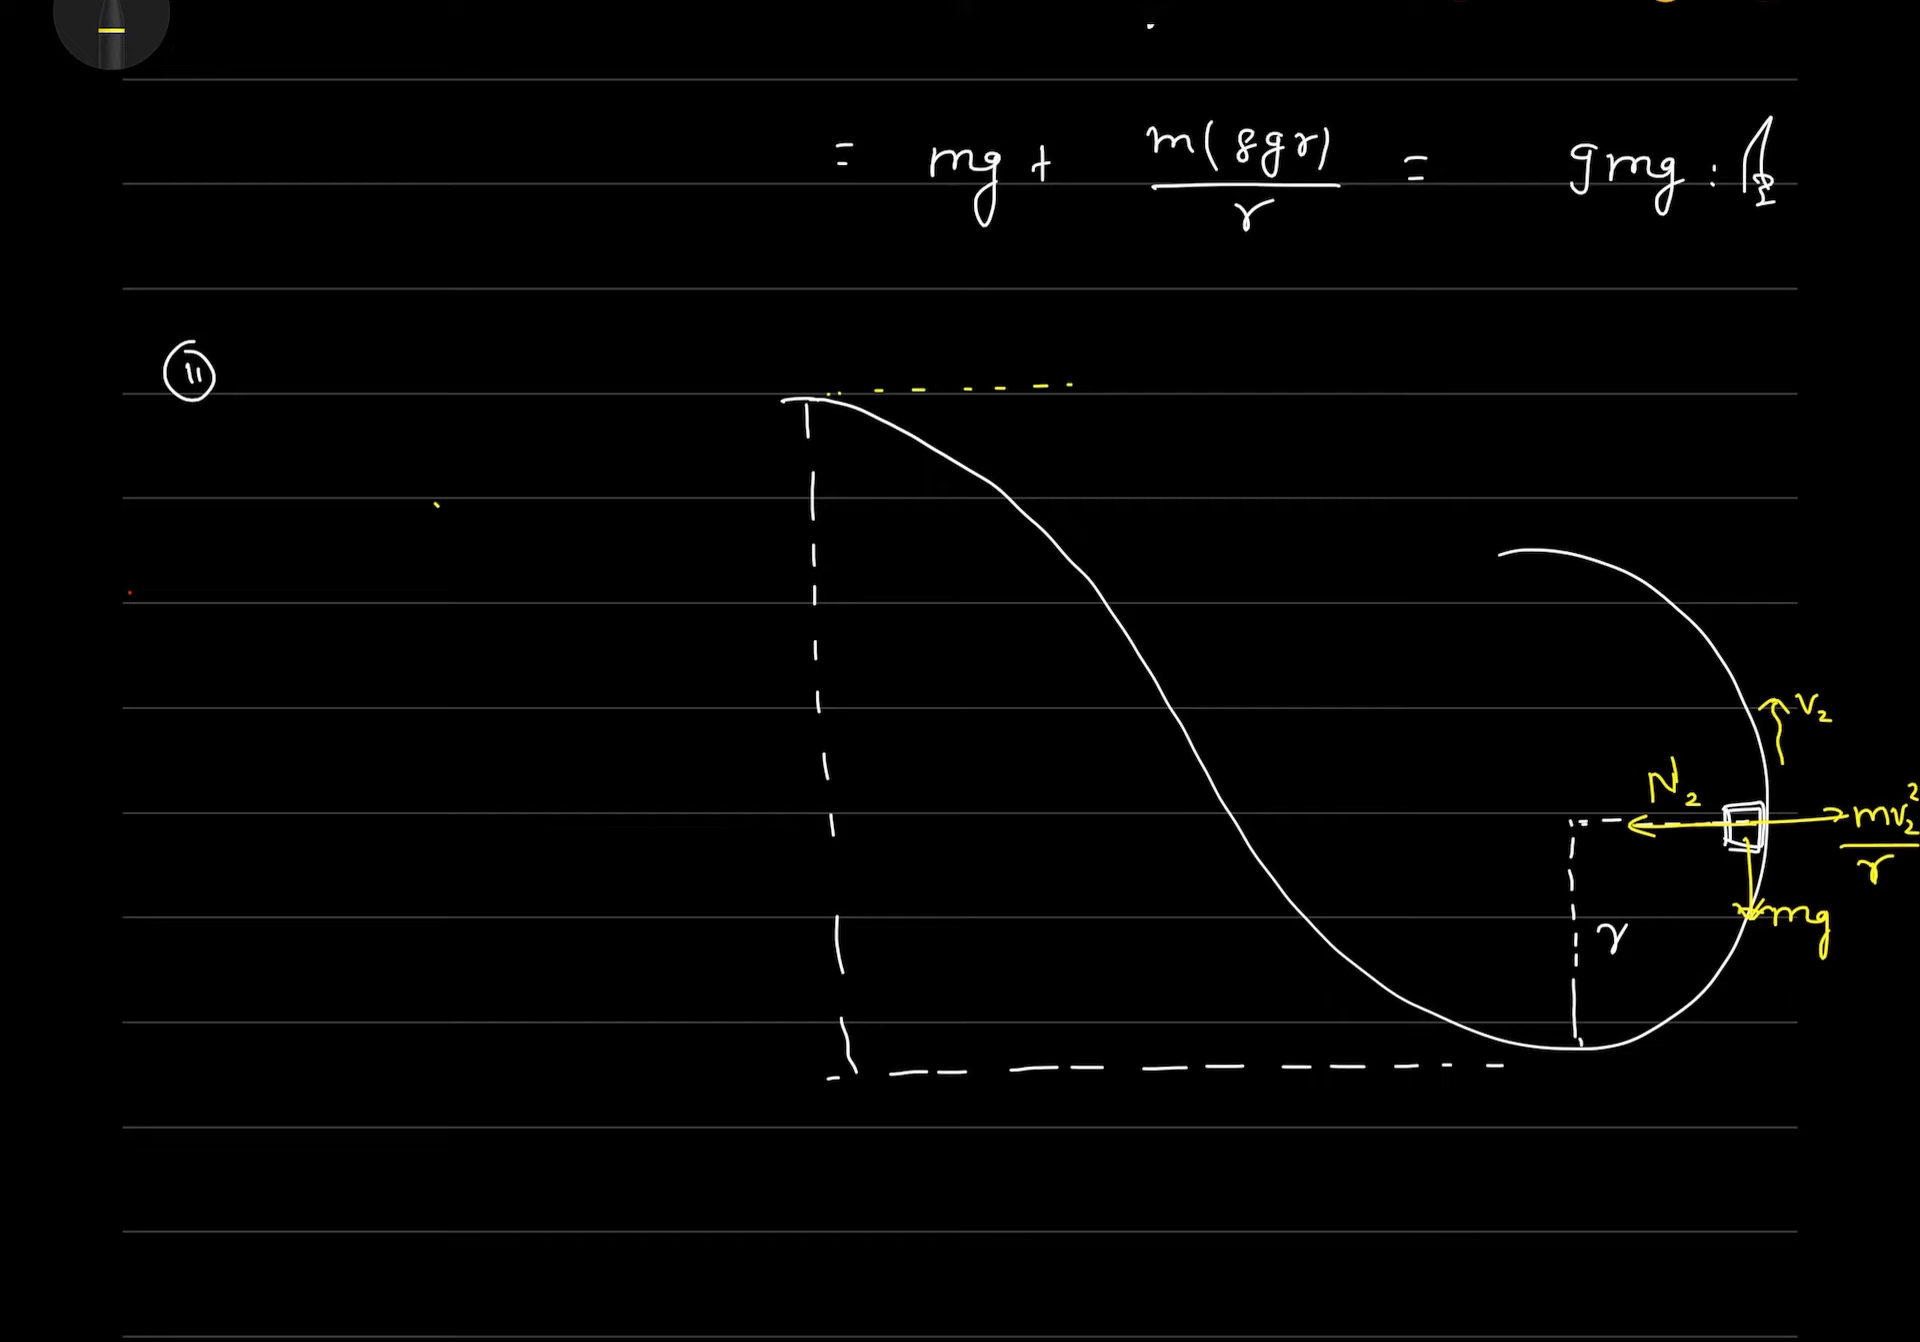 = mg + m(8gr)/r = 9mg :
(11)
v₂
N₂
mv₂²/r
mg
r